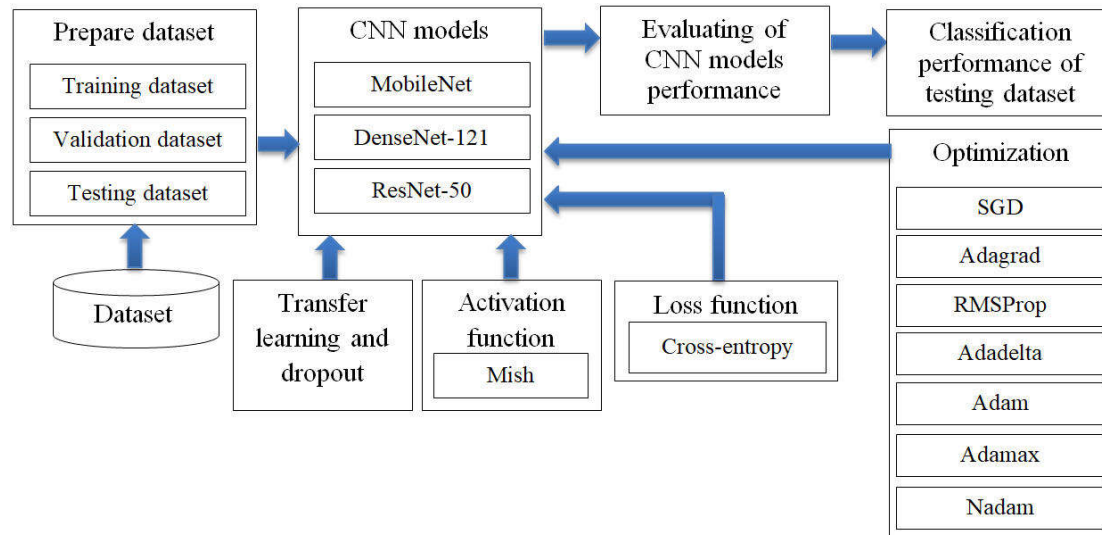 Prepare dataset
Training dataset
Validation dataset
Testing dataset
Dataset
CNN models
MobileNet
DenseNet-121
ResNet-50
Transfer
learning and
dropout
Activation
function
Mish
Loss function
Cross-entropy
Evaluating of
CNN models
performance
Classification
performance of
testing dataset
Optimization
SGD
Adagrad
RMSProp
Adadelta
Adam
Adamax
Nadam